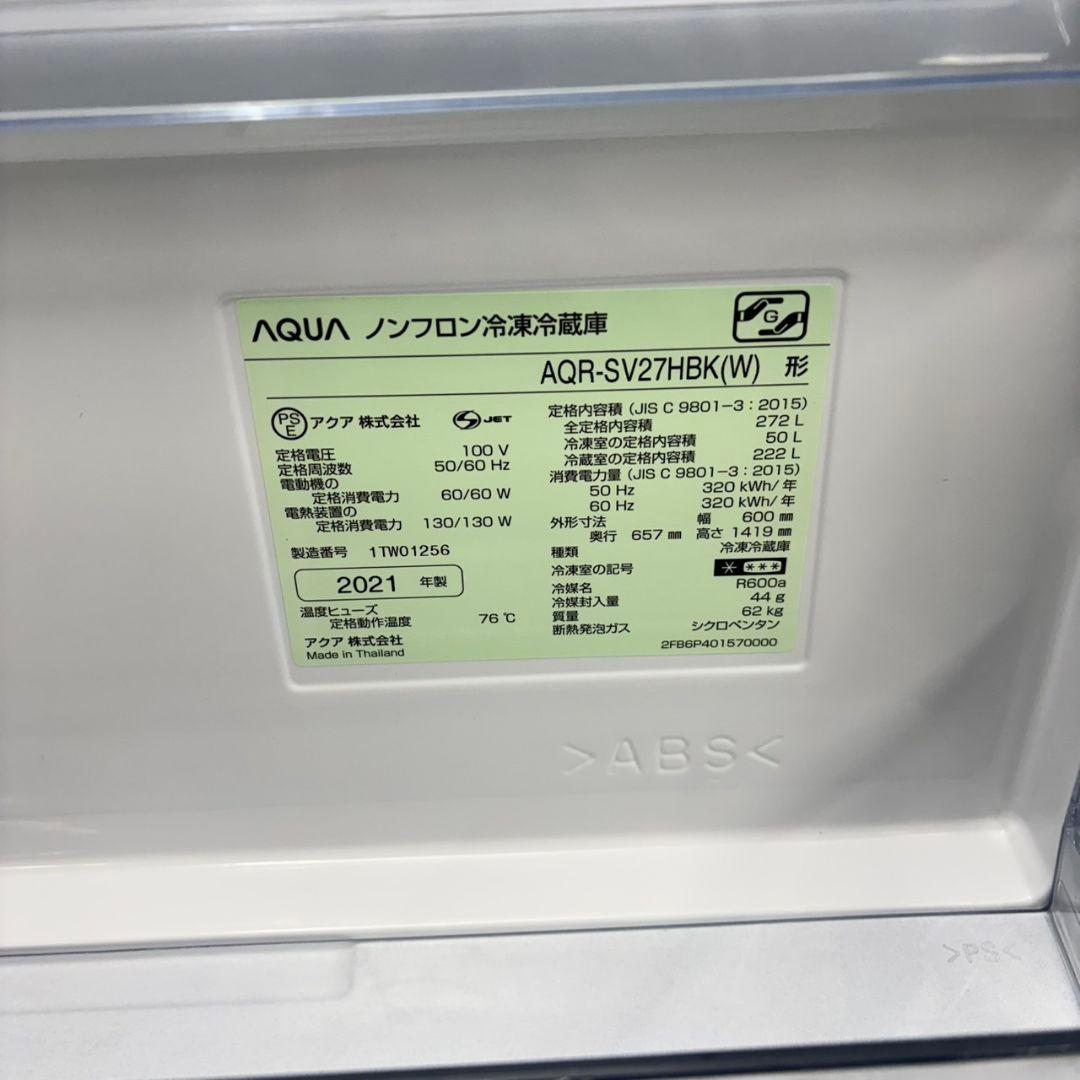 AQUA ノンフロン冷凍冷蔵庫
G
AQR-SV27HBK(W) 形
PSE アクア 株式会社 S JET
定格電圧 100 V
定格周波数 50/60 Hz
電動機の
定格消費電力 60/60 W
電熱装置の
定格消費電力 130/130 W
製造番号 1TW01256
2021 年製
温度ヒューズ
定格動作温度 76 ℃
アクア 株式会社
Made in Thailand
定格内容積 (JIS C 9801-3：2015)
全定格内容積 272 L
冷凍室の定格内容積 50 L
冷蔵室の定格内容積 222 L
消費電力量 (JIS C 9801-3：2015)
50 Hz 320 kWh/年
60 Hz 320 kWh/年
外形寸法 幅 600 ㎜
奥行 657 ㎜ 高さ 1419 ㎜
種類 冷凍冷蔵庫
冷凍室の記号 * ***
冷媒名 R600a
冷媒封入量 44 g
質量 62 kg
断熱発泡ガス シクロペンタン
2FB6P401570000
>ABS<
>PS<